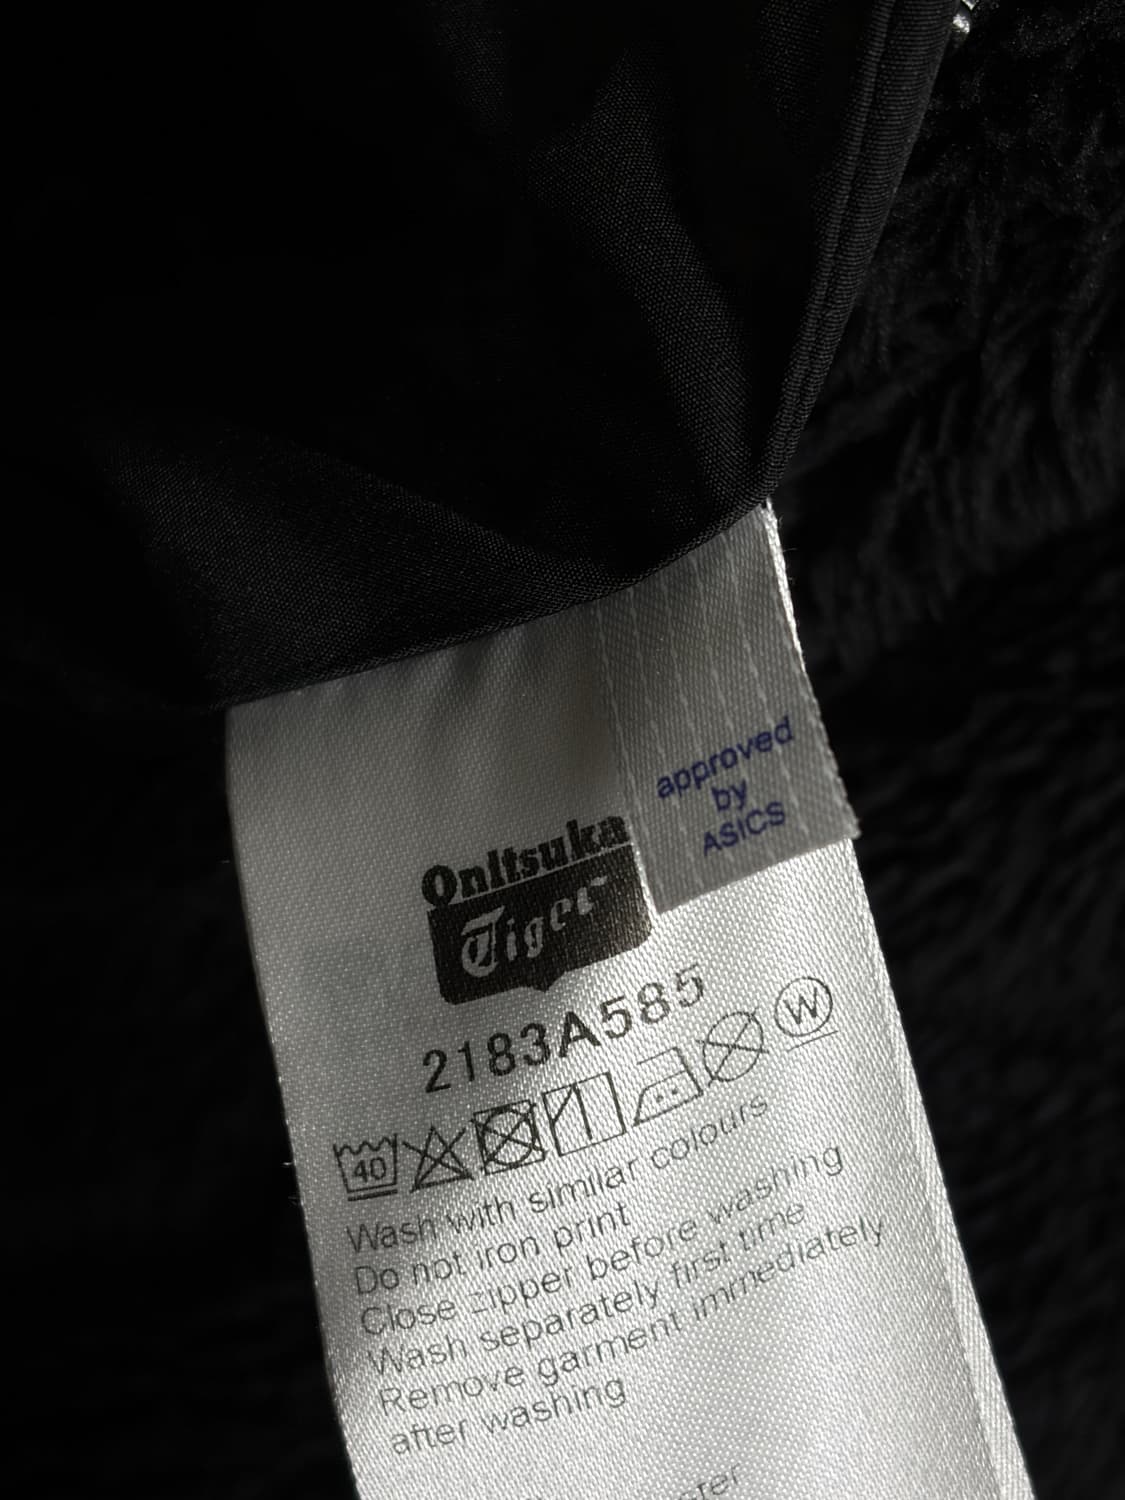 approved
by
ASICS
Onitsuka
Tiger
2183A585
40
W
Wash with similar colours
Do not iron print
Close zipper before washing
Wash separately first time
Remove garment immediately
after washing